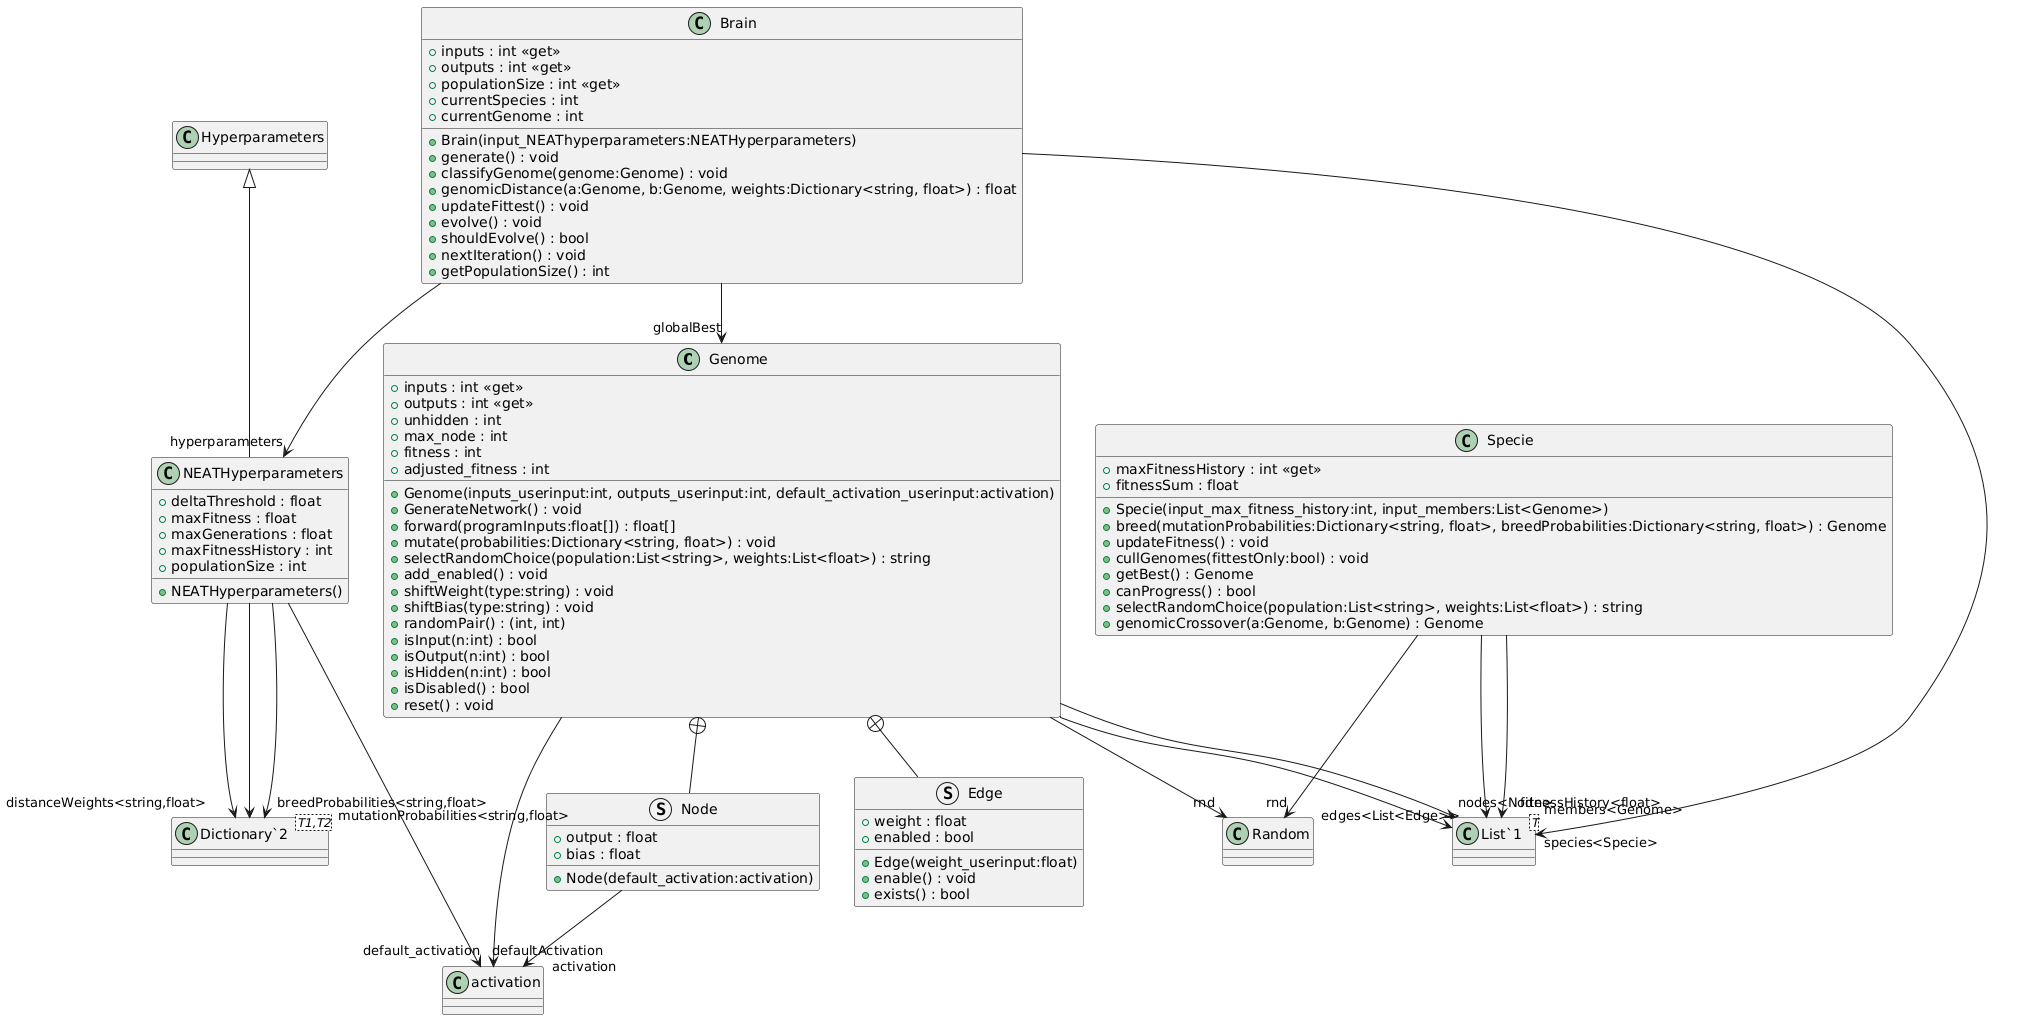 C Brain
inputs : int «get»
outputs : int «get»
populationSize : int «get»
currentSpecies : int
currentGenome : int
Brain(input_NEAThyperparameters:NEATHyperparameters)
generate() : void
classifyGenome(genome:Genome) : void
genomicDistance(a:Genome, b:Genome, weights:Dictionary<string, float>) : float
updateFittest() : void
evolve() : void
shouldEvolve() : bool
nextIteration() : void
getPopulationSize() : int
C Hyperparameters
globalBest
hyperparameters
C Genome
inputs : int «get»
outputs : int «get»
unhidden : int
max_node : int
fitness : int
adjusted_fitness : int
Genome(inputs_userinput:int, outputs_userinput:int, default_activation_userinput:activation)
GenerateNetwork() : void
forward(programInputs:float[]) : float[]
mutate(probabilities:Dictionary<string, float>) : void
selectRandomChoice(population:List<string>, weights:List<float>) : string
add_enabled() : void
shiftWeight(type:string) : void
shiftBias(type:string) : void
randomPair() : (int, int)
isInput(n:int) : bool
isOutput(n:int) : bool
isHidden(n:int) : bool
isDisabled() : bool
reset() : void
C Specie
maxFitnessHistory : int «get»
fitnessSum : float
Specie(input_max_fitness_history:int, input_members:List<Genome>)
breed(mutationProbabilities:Dictionary<string, float>, breedProbabilities:Dictionary<string, float>) : Genome
updateFitness() : void
cullGenomes(fittestOnly:bool) : void
getBest() : Genome
canProgress() : bool
selectRandomChoice(population:List<string>, weights:List<float>) : string
genomicCrossover(a:Genome, b:Genome) : Genome
C NEATHyperparameters
deltaThreshold : float
maxFitness : float
maxGenerations : float
maxFitnessHistory : int
populationSize : int
NEATHyperparameters()
distanceWeights<string,float>
breedProbabilities<string,float>
mutationProbabilities<string,float>
C Dictionary`2
T1,T2
S Node
output : float
bias : float
Node(default_activation:activation)
S Edge
weight : float
enabled : bool
Edge(weight_userinput:float)
enable() : void
exists() : bool
rnd
rnd
C Random
edges<List<Edge>>
nodes<Node>
fitnessHistory<float>
members<Genome>
C List`1
T
species<Specie>
default_activation
defaultActivation
activation
C activation